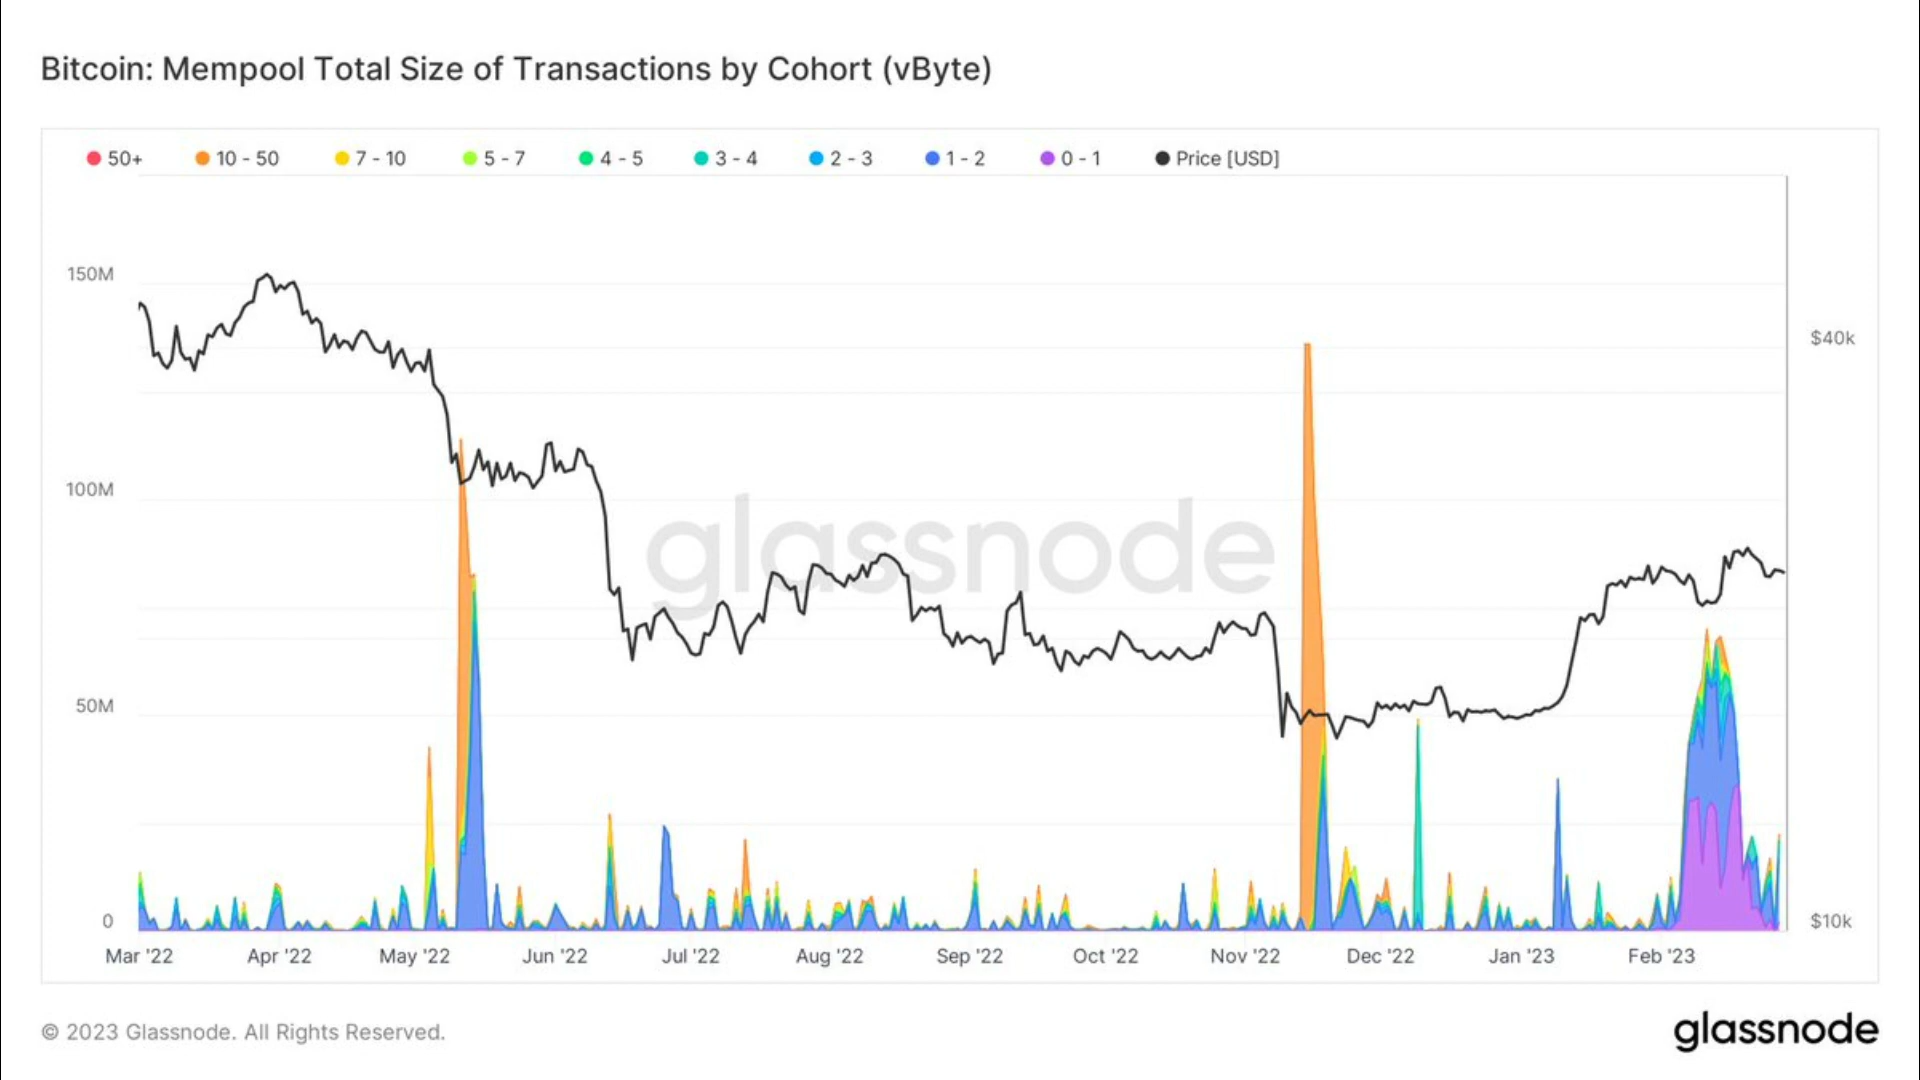 Bitcoin: Mempool Total Size of Transactions by Cohort (vByte)
50+ 10 - 50 7 - 10 5 - 7 4 - 5 3 - 4 2 - 3 1 - 2 0 - 1 Price [USD]
150M
$40k
100M
glassnode
50M
0
$10k
Mar '22 Apr '22 May '22 Jun '22 Jul '22 Aug '22 Sep '22 Oct '22 Nov '22 Dec '22 Jan '23 Feb '23
© 2023 Glassnode. All Rights Reserved.
glassnode